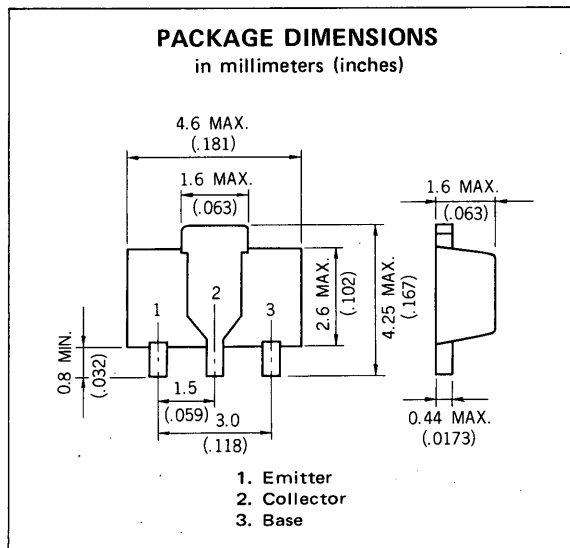 PACKAGE DIMENSIONS
in millimeters (inches)
4.6 MAX.
(.181)
1.6 MAX.
(.063)
1.6 MAX.
(.063)
1
2
3
2.6 MAX.
(.102)
4.25 MAX.
(.167)
0.8 MIN.
(.032)
1.5
(.059)
3.0
(.118)
0.44 MAX.
(.0173)
1. Emitter
2. Collector
3. Base